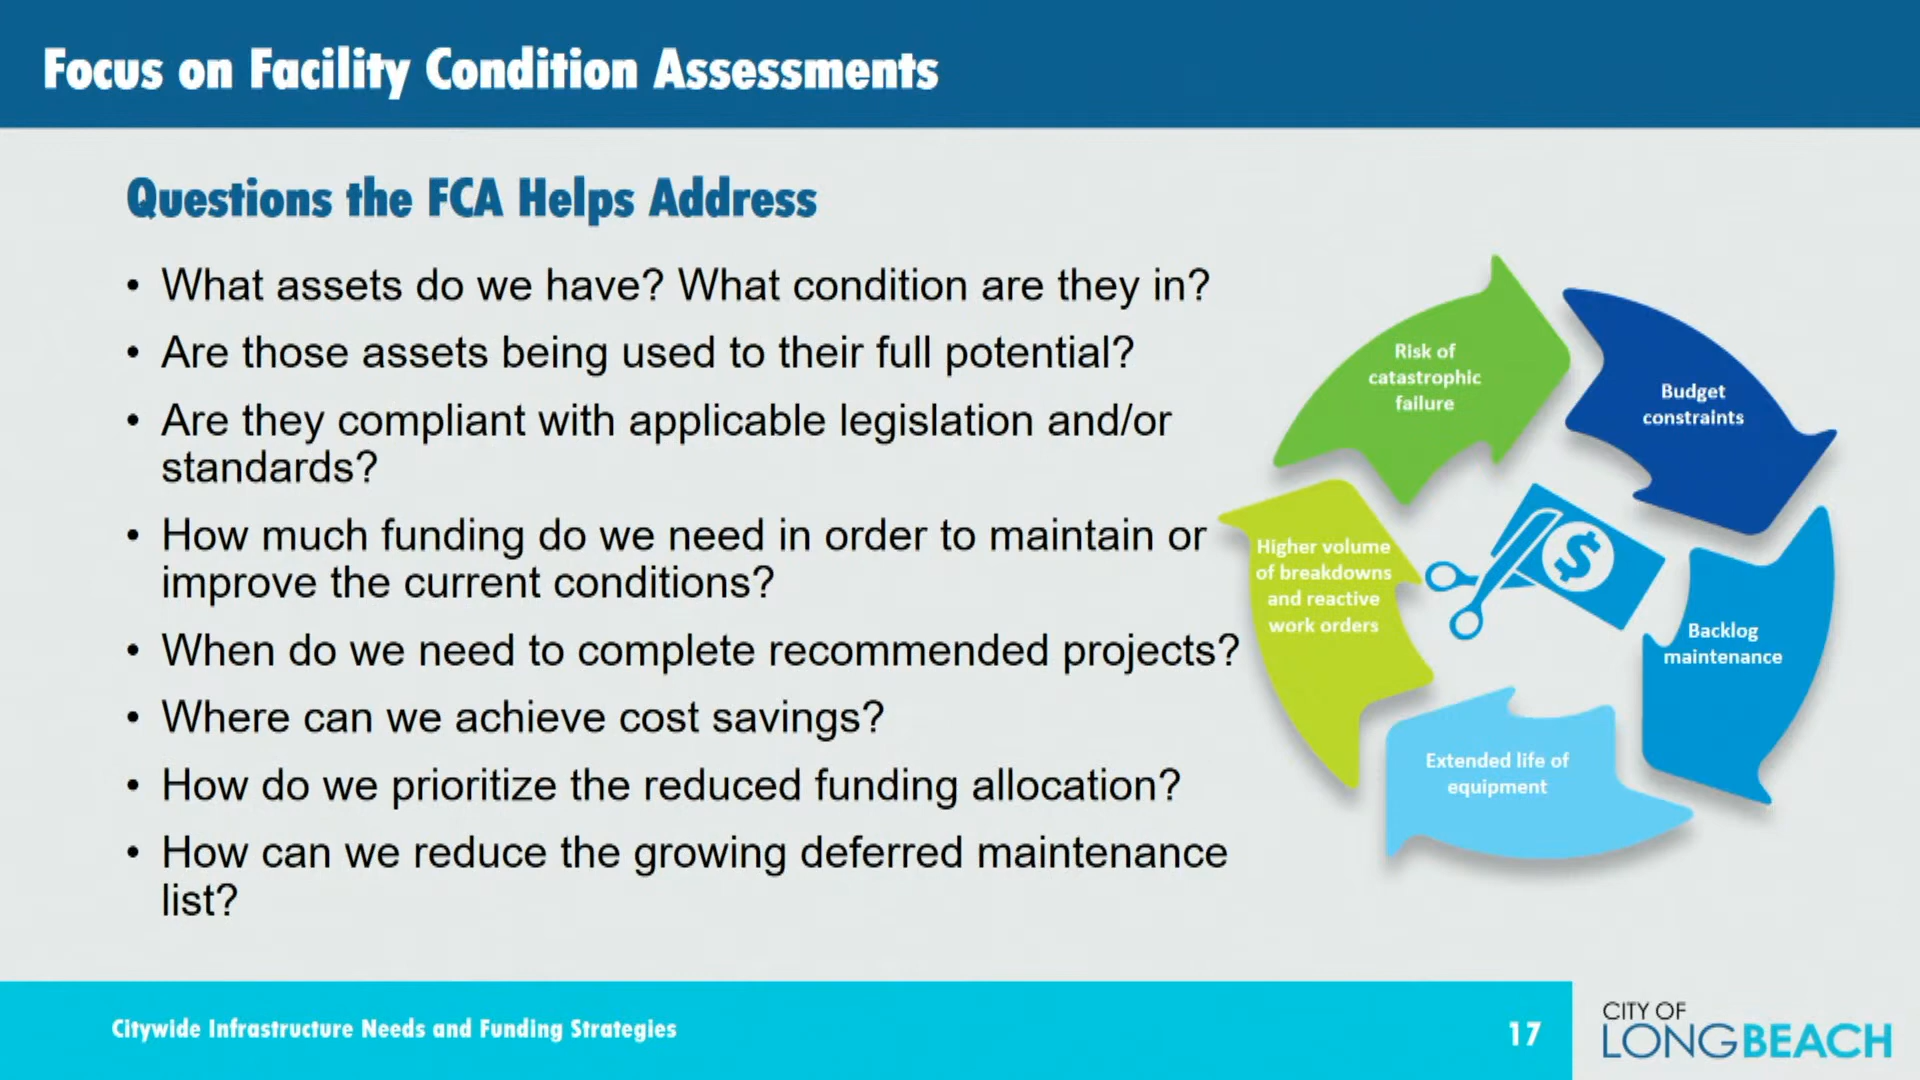 Focus on Facility Condition Assessments
Questions the FCA Helps Address
• What assets do we have? What condition are they in?
• Are those assets being used to their full potential?
• Are they compliant with applicable legislation and/or
standards?
• How much funding do we need in order to maintain or
improve the current conditions?
• When do we need to complete recommended projects?
• Where can we achieve cost savings?
• How do we prioritize the reduced funding allocation?
• How can we reduce the growing deferred maintenance
list?
Risk of
catastrophic
failure
Budget
constraints
Backlog
maintenance
Extended life of
equipment
Higher volume
of breakdowns
and reactive
work orders
$
Citywide Infrastructure Needs and Funding Strategies
17
CITY OF
LONGBEACH